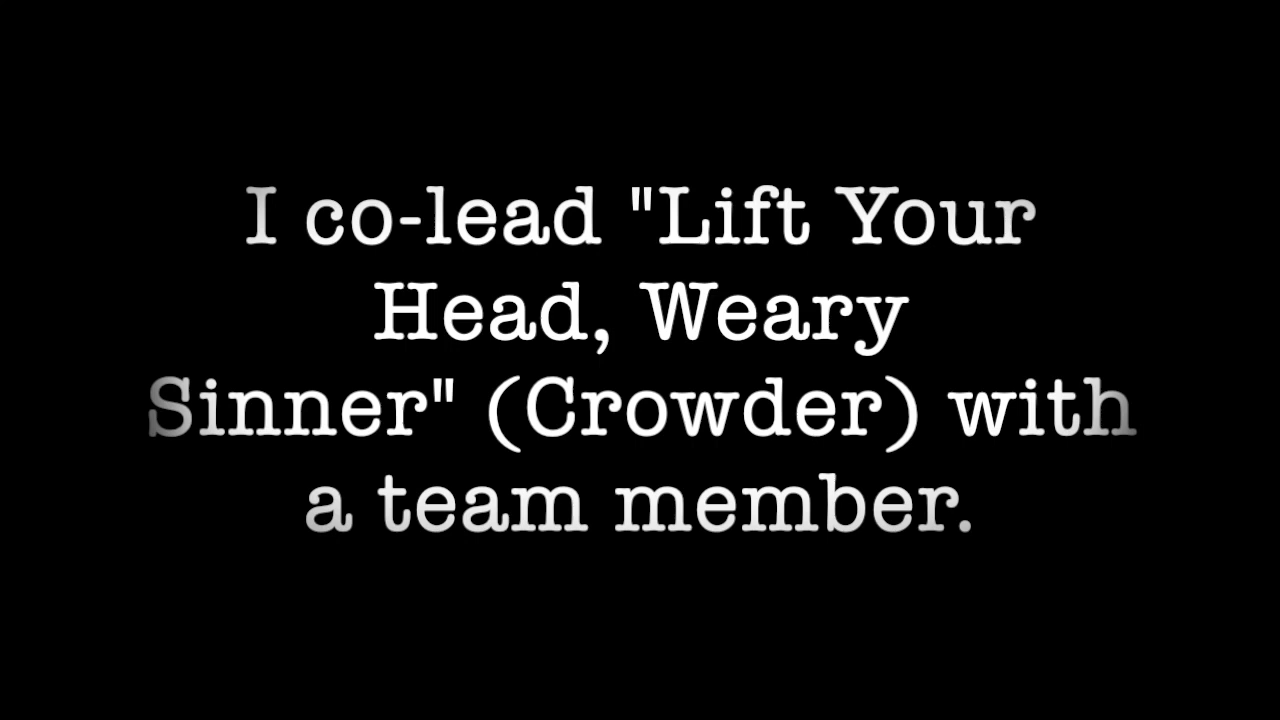 I co-lead "Lift Your
Head, Weary
Sinner" (Crowder) with
a team member.